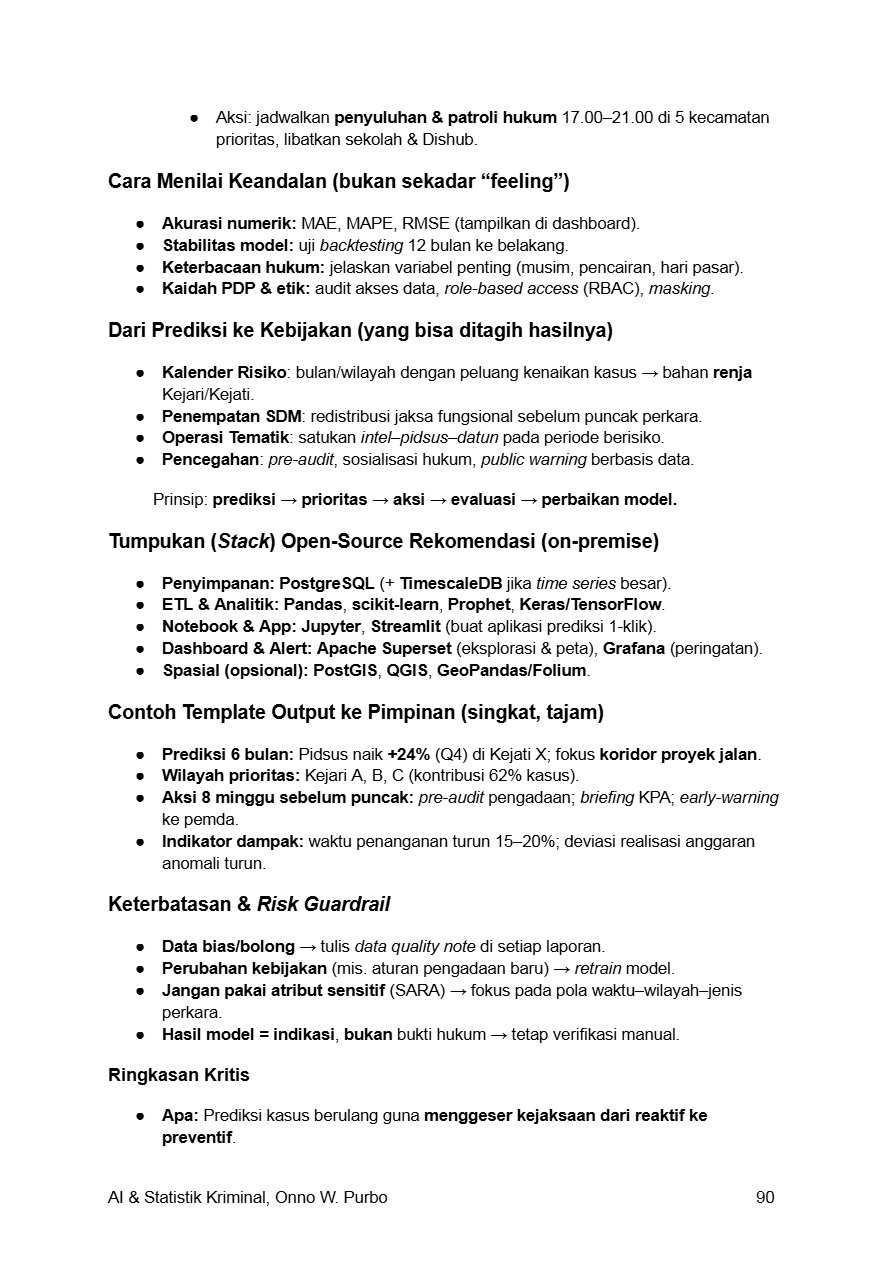 ● Aksi: jadwalkan penyuluhan & patroli hukum 17.00–21.00 di 5 kecamatan
prioritas, libatkan sekolah & Dishub.
Cara Menilai Keandalan (bukan sekadar “feeling”)
● Akurasi numerik: MAE, MAPE, RMSE (tampilkan di dashboard).
● Stabilitas model: uji backtesting 12 bulan ke belakang.
● Keterbacaan hukum: jelaskan variabel penting (musim, pencairan, hari pasar).
● Kaidah PDP & etik: audit akses data, role-based access (RBAC), masking.
Dari Prediksi ke Kebijakan (yang bisa ditagih hasilnya)
● Kalender Risiko: bulan/wilayah dengan peluang kenaikan kasus → bahan renja
Kejari/Kejati.
● Penempatan SDM: redistribusi jaksa fungsional sebelum puncak perkara.
● Operasi Tematik: satukan intel–pidsus–datun pada periode berisiko.
● Pencegahan: pre-audit, sosialisasi hukum, public warning berbasis data.
Prinsip: prediksi → prioritas → aksi → evaluasi → perbaikan model.
Tumpukan (Stack) Open-Source Rekomendasi (on-premise)
● Penyimpanan: PostgreSQL (+ TimescaleDB jika time series besar).
● ETL & Analitik: Pandas, scikit-learn, Prophet, Keras/TensorFlow.
● Notebook & App: Jupyter, Streamlit (buat aplikasi prediksi 1-klik).
● Dashboard & Alert: Apache Superset (eksplorasi & peta), Grafana (peringatan).
● Spasial (opsional): PostGIS, QGIS, GeoPandas/Folium.
Contoh Template Output ke Pimpinan (singkat, tajam)
● Prediksi 6 bulan: Pidsus naik +24% (Q4) di Kejati X; fokus koridor proyek jalan.
● Wilayah prioritas: Kejari A, B, C (kontribusi 62% kasus).
● Aksi 8 minggu sebelum puncak: pre-audit pengadaan; briefing KPA; early-warning
ke pemda.
● Indikator dampak: waktu penanganan turun 15–20%; deviasi realisasi anggaran
anomali turun.
Keterbatasan & Risk Guardrail
● Data bias/bolong → tulis data quality note di setiap laporan.
● Perubahan kebijakan (mis. aturan pengadaan baru) → retrain model.
● Jangan pakai atribut sensitif (SARA) → fokus pada pola waktu–wilayah–jenis
perkara.
● Hasil model = indikasi, bukan bukti hukum → tetap verifikasi manual.
Ringkasan Kritis
● Apa: Prediksi kasus berulang guna menggeser kejaksaan dari reaktif ke
preventif.
AI & Statistik Kriminal, Onno W. Purbo 90